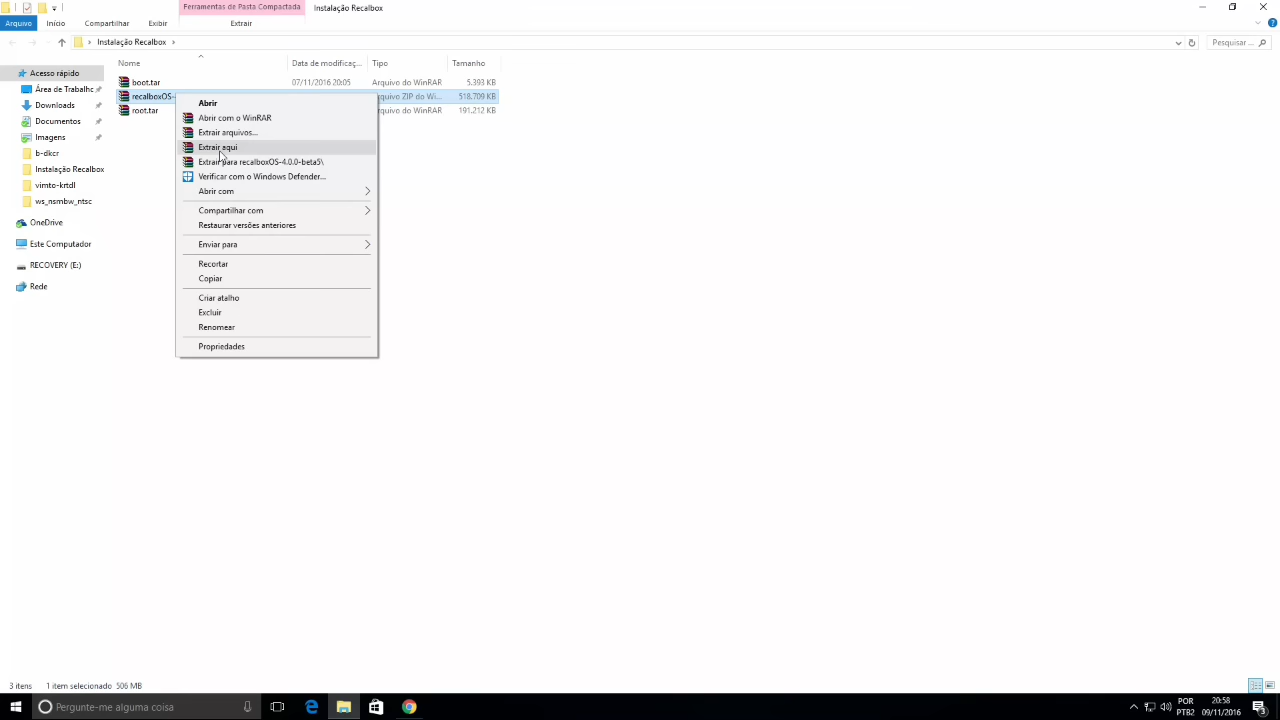 Ferramentas de Pasta Compactada
Instalação Recalbox
Arquivo
Início
Compartilhar
Exibir
Extrair
Instalação Recalbox
Pesquisar ...
Nome
Data de modificaç...
Tipo
Tamanho
Acesso rápido
Área de Trabalhc
Downloads
Documentos
Imagens
b-dkcr
Instalação Recalbox
vimto-krtdl
ws_nsmbw_ntsc
OneDrive
Este Computador
RECOVERY (E:)
Rede
boot.tar 07/11/2016 20:05 Arquivo do WinRAR 5.393 KB
recalboxOS- rquivo ZIP do Wi... 518.709 KB
root.tar rquivo do WinRAR 191.212 KB
Abrir
Abrir com o WinRAR
Extrair arquivos...
Extrair aqui
Extrair para recalboxOS-4.0.0-beta5\
Verificar com o Windows Defender...
Abrir com
Compartilhar com
Restaurar versões anteriores
Enviar para
Recortar
Copiar
Criar atalho
Excluir
Renomear
Propriedades
3 itens 1 item selecionado 506 MB
Pergunte-me alguma coisa
POR
PTB2
20:58
09/11/2016
3